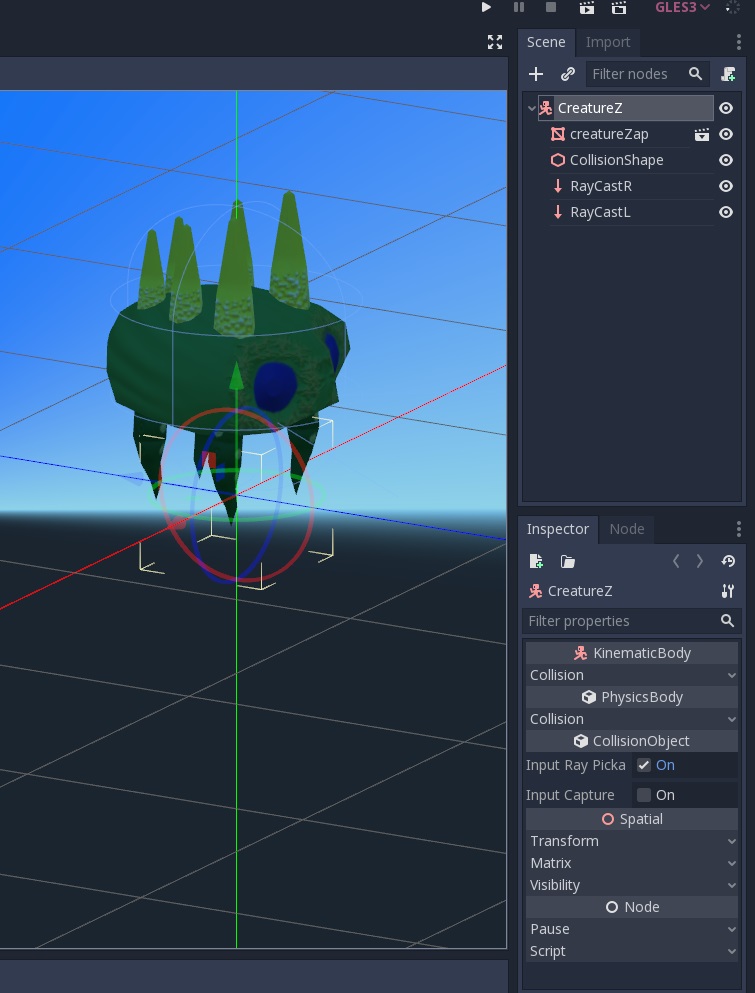 GLES3
Scene
Import
Filter nodes
CreatureZ
creatureZap
CollisionShape
RayCastR
RayCastL
Inspector
Node
CreatureZ
Filter properties
KinematicBody
Collision
PhysicsBody
Collision
CollisionObject
Input Ray Picka
On
Input Capture
On
Spatial
Transform
Matrix
Visibility
Node
Pause
Script